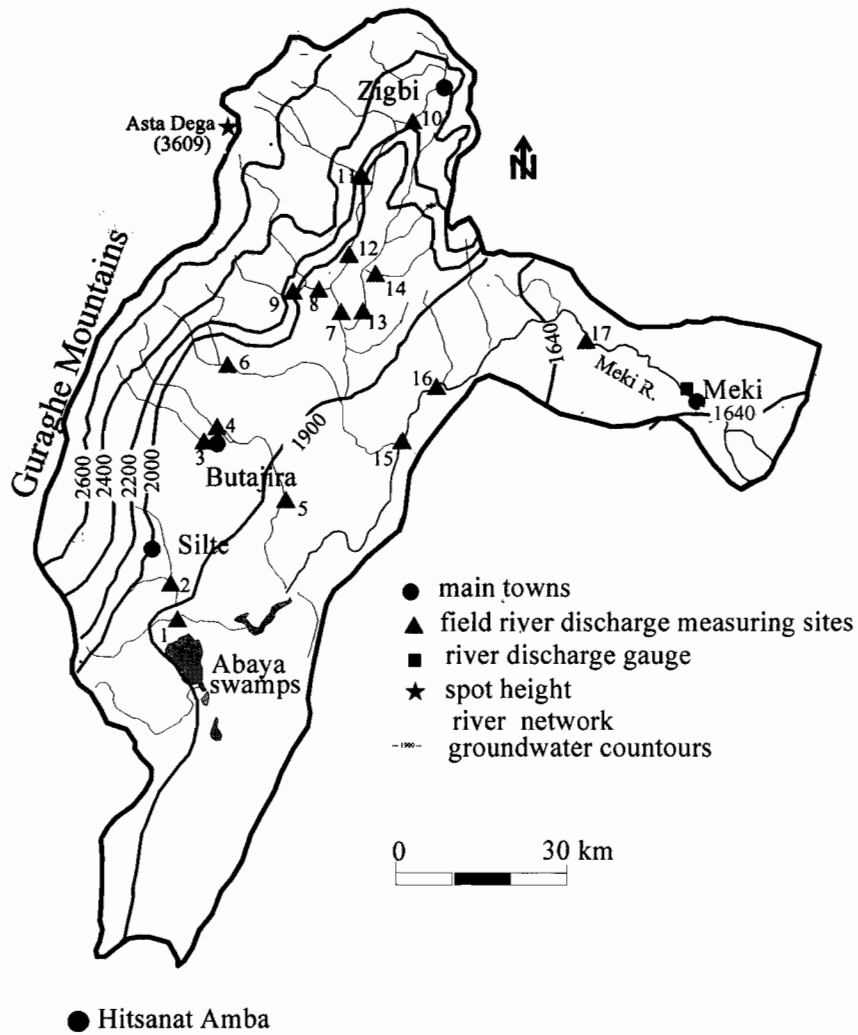 Zigbi
Asta Dega
(3609)
10
N
11
12
14
9
8
7
13
Guraghe Mountains
6
17
1640
Meki R.
Meki
1640
16
4
3
1900
15
Butajira
2600
2400
2200
2000
5
Silte
2
1
Abaya
swamps
main towns
field river discharge measuring sites
river discharge gauge
spot height
river network
-- 1900 -- groundwater countours
0 30 km
Hitsanat Amba